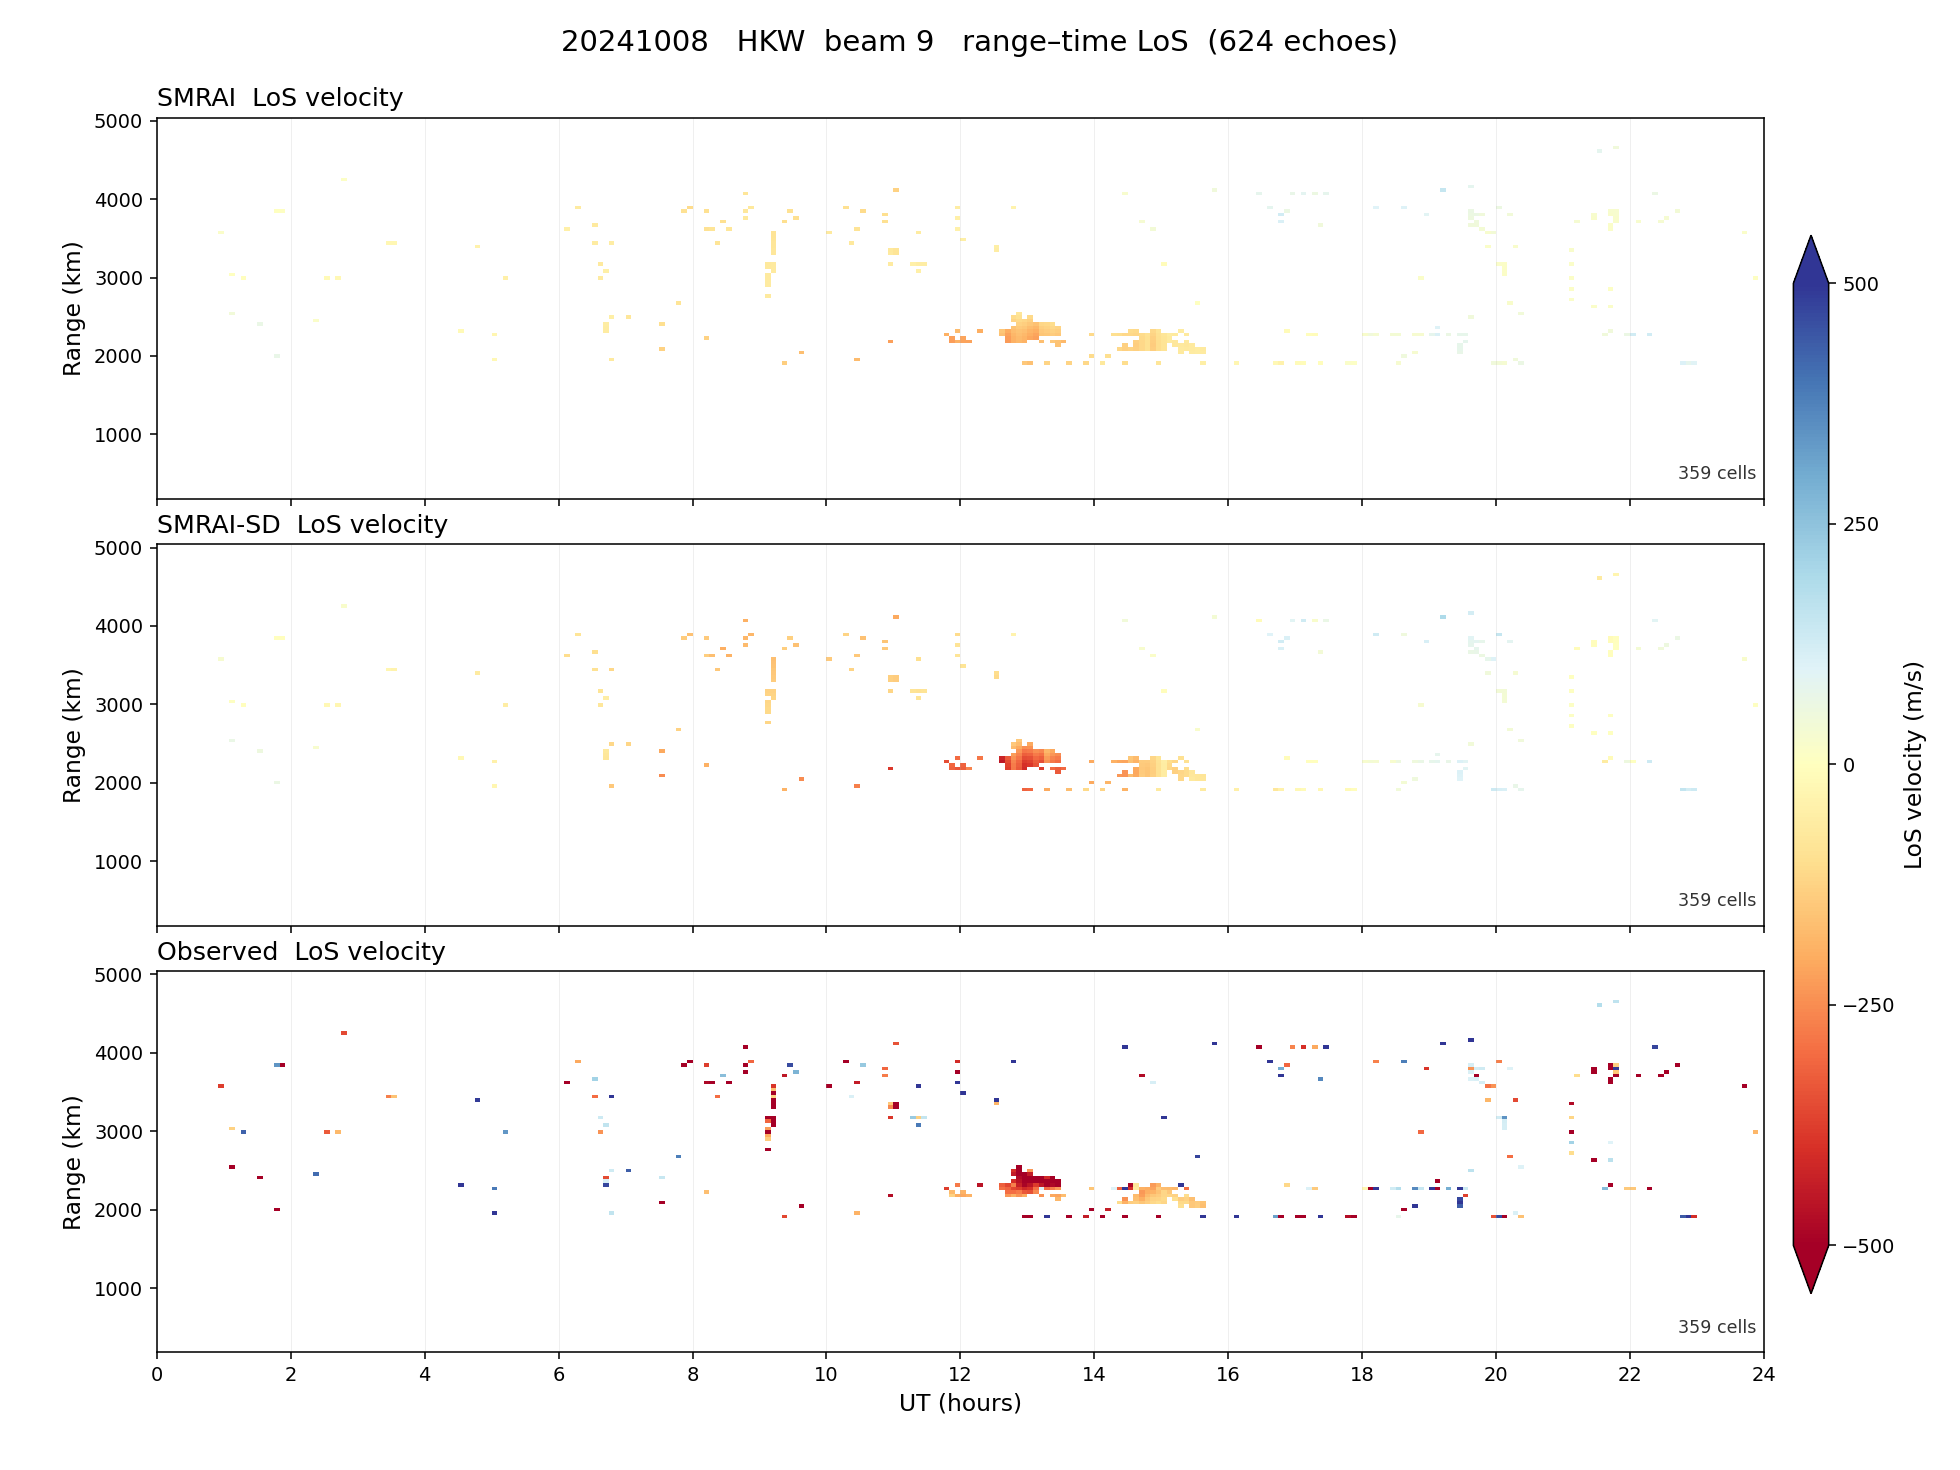 20241008   HKW  beam 9   range–time LoS  (624 echoes)
SMRAI  LoS velocity
5000
4000
3000
2000
1000
Range (km)
359 cells
SMRAI-SD  LoS velocity
5000
4000
3000
2000
1000
Range (km)
359 cells
Observed  LoS velocity
5000
4000
3000
2000
1000
Range (km)
359 cells
0 2 4 6 8 10 12 14 16 18 20 22 24
UT (hours)
500
250
0
−250
−500
LoS velocity (m/s)